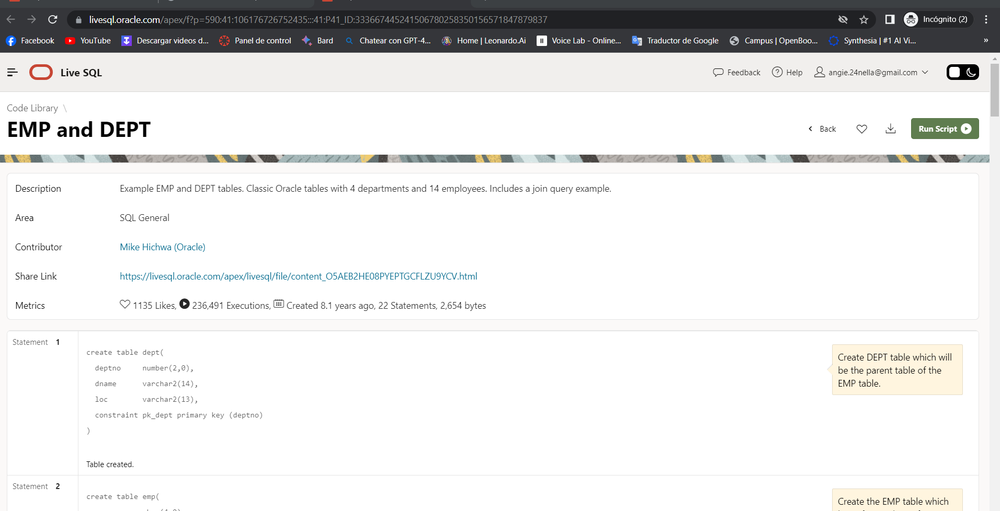 livesql.oracle.com/apex/f?p=590:41:106176726752435:::41:P41_ID:333667445241506780258350156571847879837
Incógnito (2)
Facebook YouTube Descargar videos d... Panel de control Bard Chatear con GPT-4... Home | Leonardo.Ai Voice Lab - Online... Traductor de Google Campus | OpenBoo... Synthesia | #1 AI Vi... »
Live SQL
Feedback Help angie.24nella@gmail.com
Code Library \
EMP and DEPT
Back
Run Script
Description Example EMP and DEPT tables. Classic Oracle tables with 4 departments and 14 employees. Includes a join query example.
Area SQL General
Contributor Mike Hichwa (Oracle)
Share Link https://livesql.oracle.com/apex/livesql/file/content_O5AEB2HE08PYEPTGCFLZU9YCV.html
Metrics 1135 Likes, 236,491 Executions, Created 8.1 years ago, 22 Statements, 2,654 bytes
Statement 1
create table dept(
deptno number(2,0),
dname varchar2(14),
loc varchar2(13),
constraint pk_dept primary key (deptno)
)
Table created.
Create DEPT table which will
be the parent table of the
EMP table.
Statement 2
create table emp(
Create the EMP table which